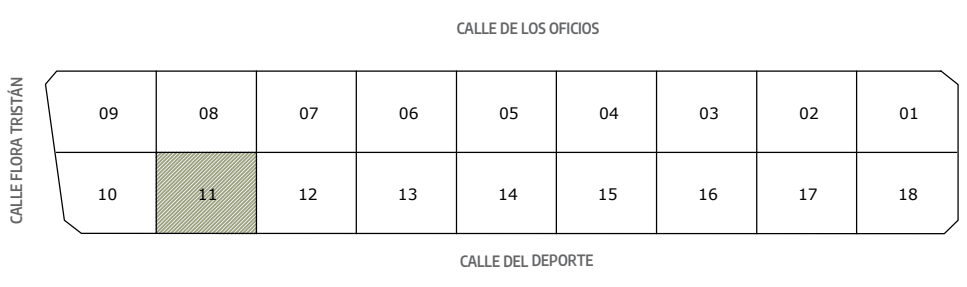 CALLE DE LOS OFICIOS
CALLE FLORA TRISTÁN
09 08 07 06 05 04 03 02 01
10 11 12 13 14 15 16 17 18
CALLE DEL DEPORTE